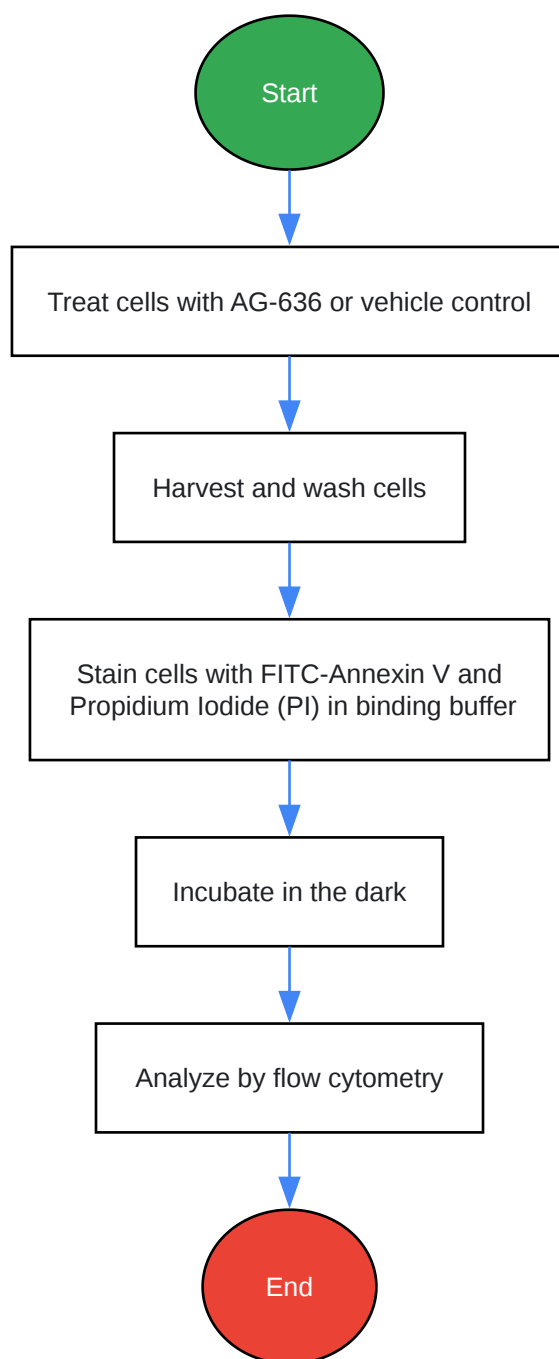 Start
Treat cells with AG-636 or vehicle control
Harvest and wash cells
Stain cells with FITC-Annexin V and
Propidium Iodide (PI) in binding buffer
Incubate in the dark
Analyze by flow cytometry
End